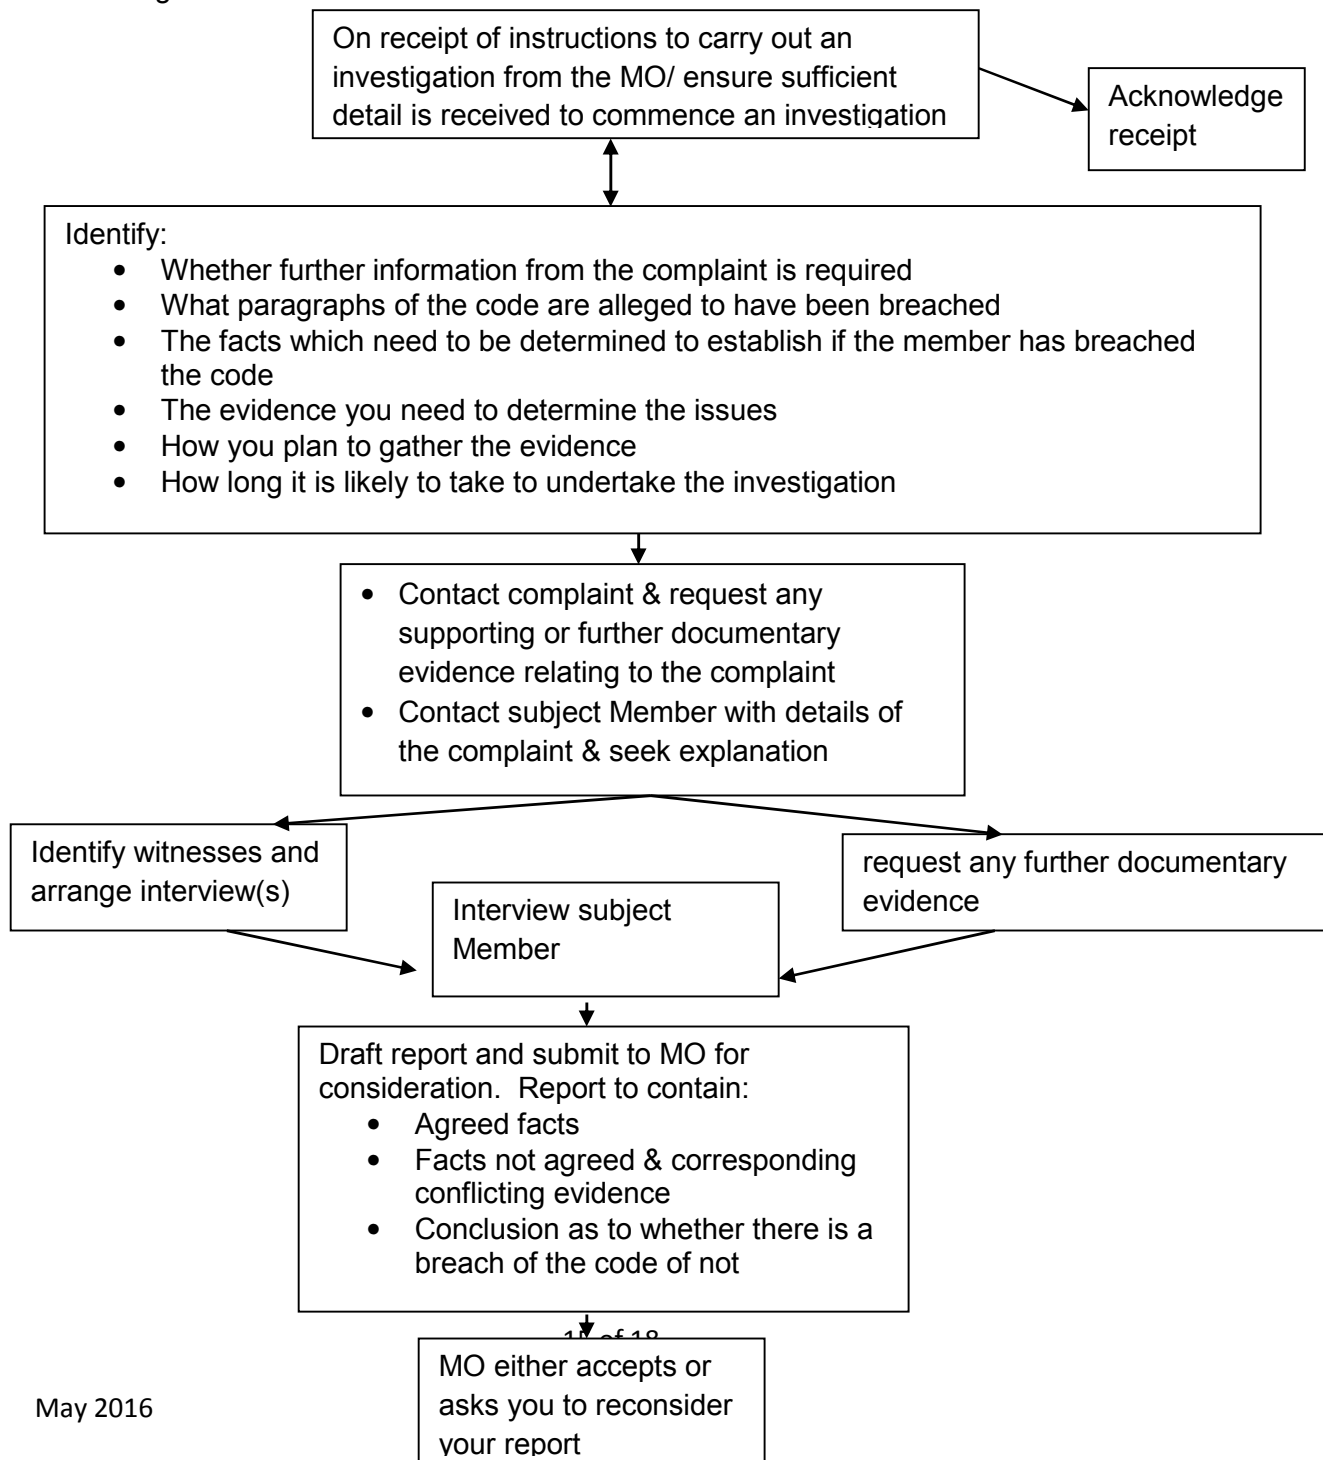 On receipt of instructions to carry out an
investigation from the MO/ ensure sufficient
detail is received to commence an investigation
Acknowledge
receipt
Identify:
• Whether further information from the complaint is required
• What paragraphs of the code are alleged to have been breached
• The facts which need to be determined to establish if the member has breached
the code
• The evidence you need to determine the issues
• How you plan to gather the evidence
• How long it is likely to take to undertake the investigation
• Contact complaint & request any
supporting or further documentary
evidence relating to the complaint
• Contact subject Member with details of
the complaint & seek explanation
Identify witnesses and
arrange interview(s)
request any further documentary
evidence
Interview subject
Member
Draft report and submit to MO for
consideration. Report to contain:
• Agreed facts
• Facts not agreed & corresponding
conflicting evidence
• Conclusion as to whether there is a
breach of the code of not
of 18
MO either accepts or
asks you to reconsider
your report
May 2016